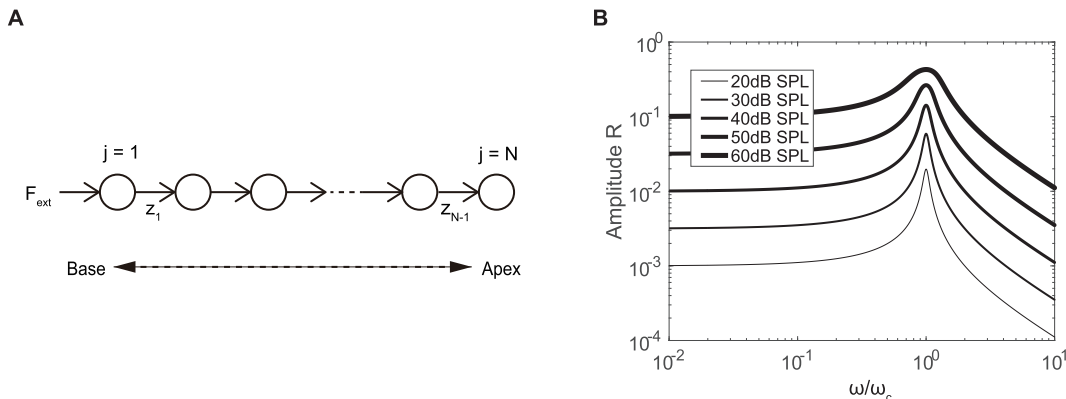 A
j = 1
j = N
F_ext
z_1
z_{N-1}
Base
Apex
B
10^0
10^-1
10^-2
10^-3
10^-4
Amplitude R
20dB SPL
30dB SPL
40dB SPL
50dB SPL
60dB SPL
10^-2
10^-1
10^0
10^1
ω/ω_c